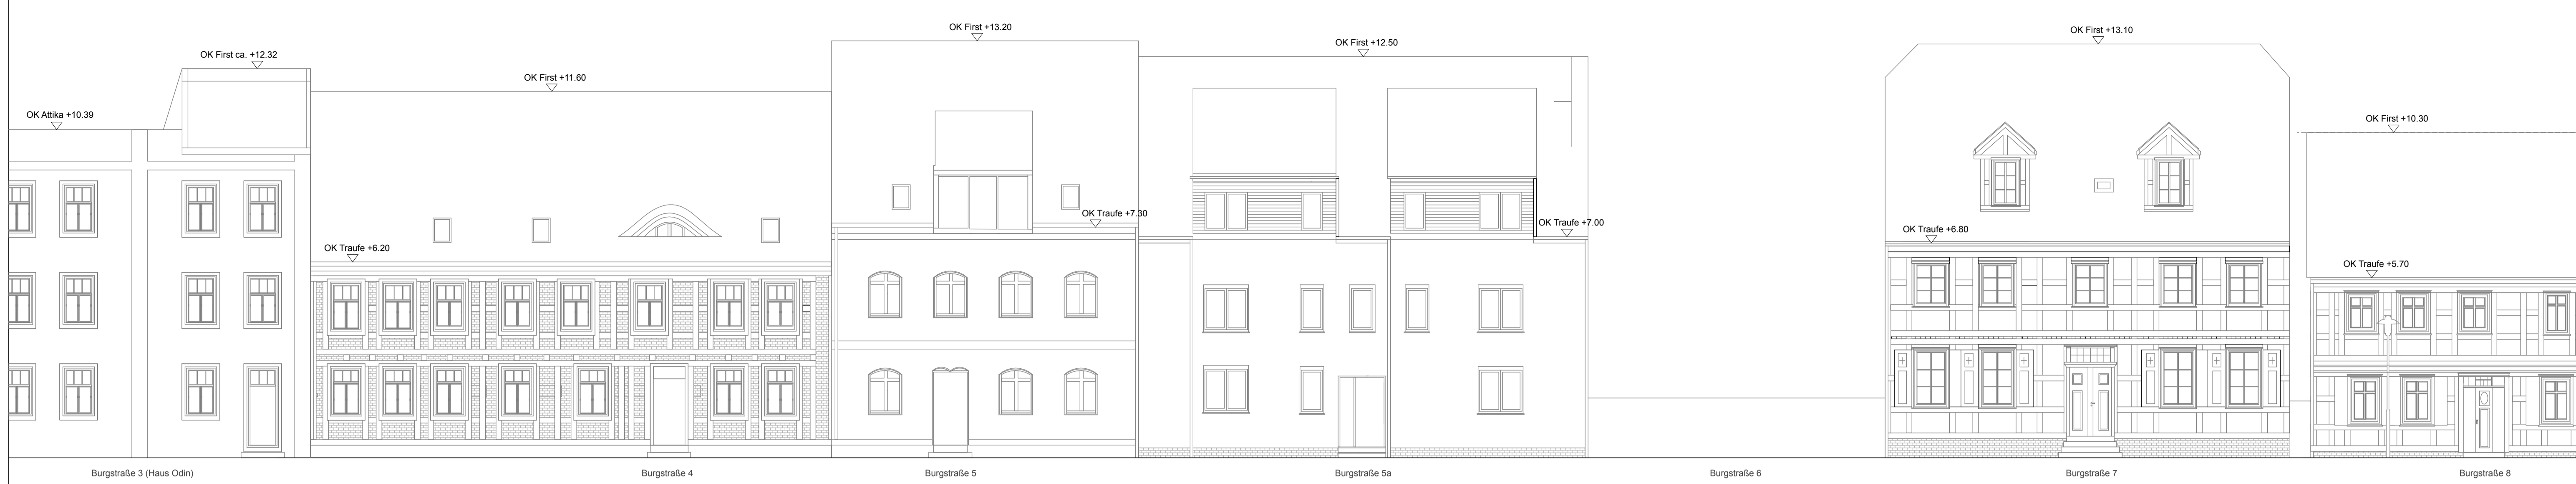 OK First +13.20
OK First +13.10
OK First +12.50
OK First ca. +12.32
OK First +11.60
OK Attika +10.39
OK First +10.30
OK Traufe +7.30
OK Traufe +7.00
OK Traufe +6.80
OK Traufe +6.20
OK Traufe +5.70
Burgstraße 3 (Haus Odin)
Burgstraße 4
Burgstraße 5
Burgstraße 5a
Burgstraße 6
Burgstraße 7
Burgstraße 8